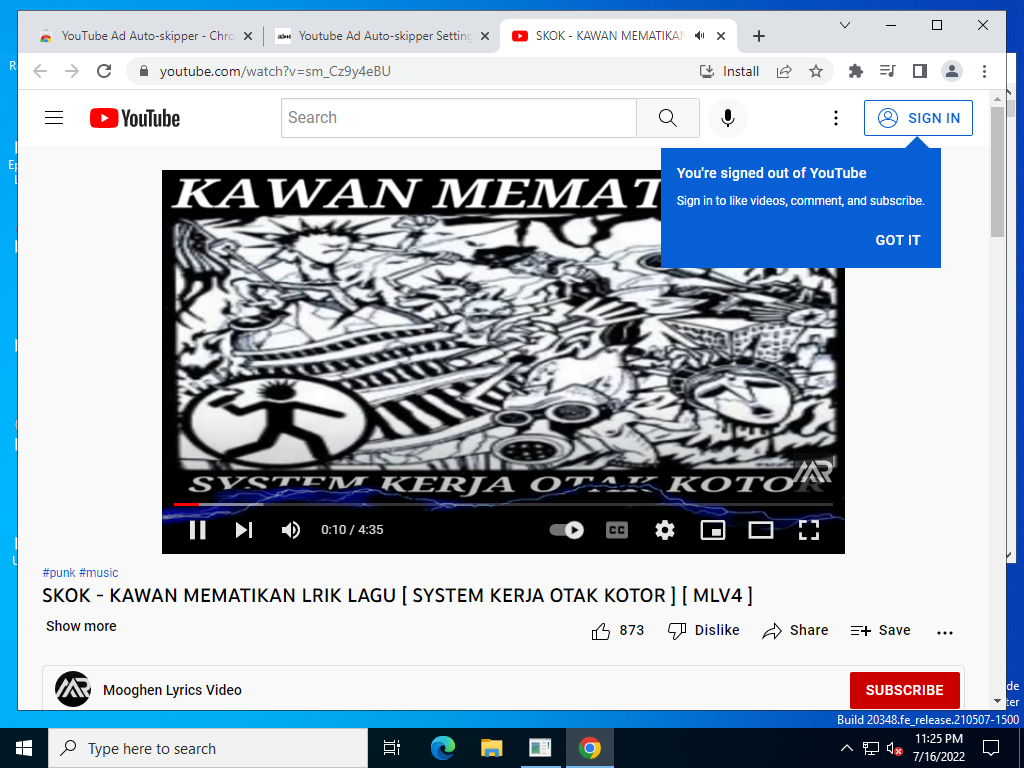 YouTube Ad Auto-skipper - Chro
Youtube Ad Auto-skipper Setting
SKOK - KAWAN MEMATIKAN
youtube.com/watch?v=sm_Cz9y4eBU
Install
YouTube
Search
SIGN IN
You're signed out of YouTube
Sign in to like videos, comment, and subscribe.
GOT IT
KAWAN MEMAT
SYSTEM KERJA OTAK KOTOR
MR
0:10 / 4:35
CC
#punk #music
SKOK - KAWAN MEMATIKAN LRIK LAGU [ SYSTEM KERJA OTAK KOTOR ] [ MLV4 ]
Show more
873
Dislike
Share
Save
Mooghen Lyrics Video
SUBSCRIBE
Build 20348.fe_release.210507-1500
Type here to search
11:25 PM
7/16/2022